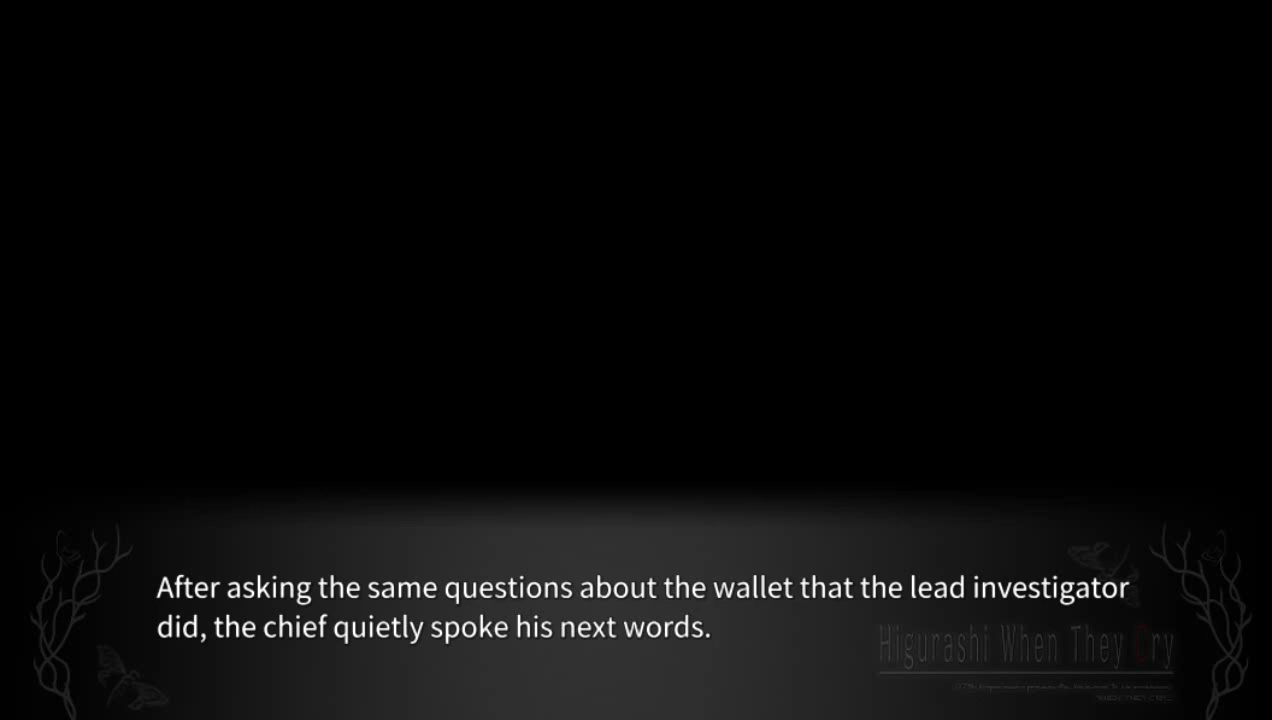 After asking the same questions about the wallet that the lead investigator
did, the chief quietly spoke his next words.
Higurashi When They Cry